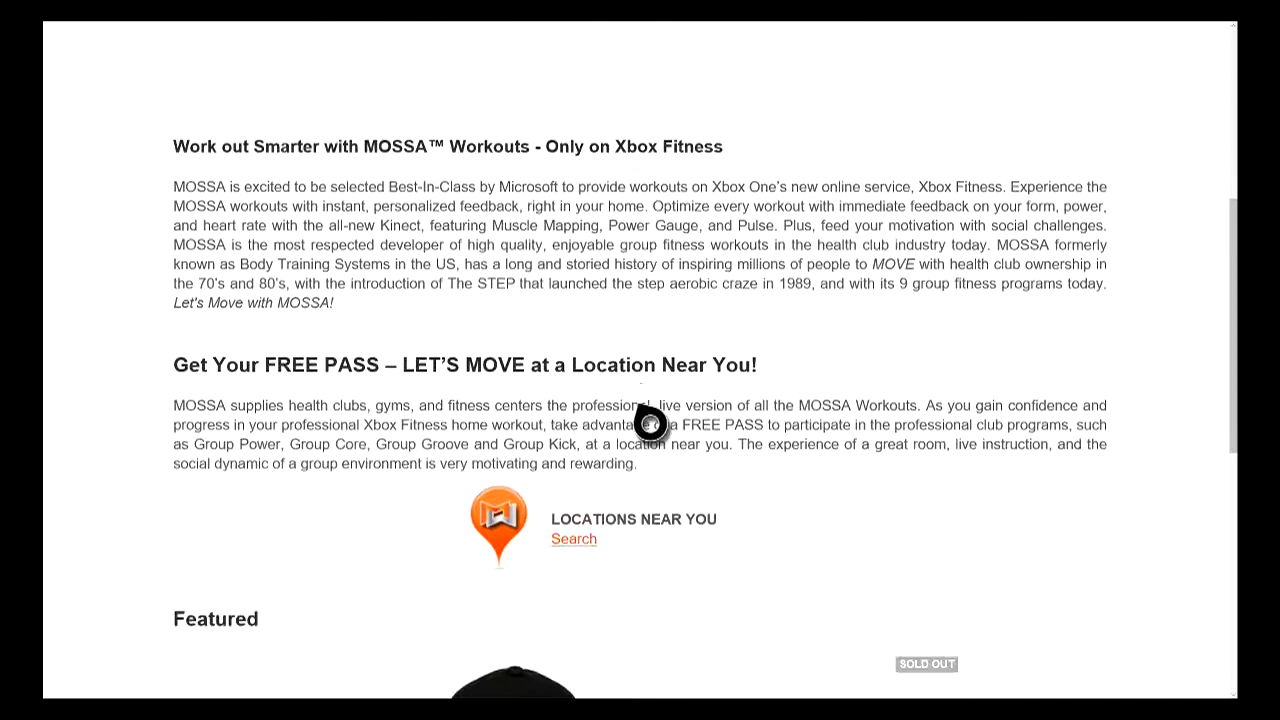 Work out Smarter with MOSSA™ Workouts - Only on Xbox Fitness
MOSSA is excited to be selected Best-In-Class by Microsoft to provide workouts on Xbox One's new online service, Xbox Fitness. Experience the
MOSSA workouts with instant, personalized feedback, right in your home. Optimize every workout with immediate feedback on your form, power,
and heart rate with the all-new Kinect, featuring Muscle Mapping, Power Gauge, and Pulse. Plus, feed your motivation with social challenges.
MOSSA is the most respected developer of high quality, enjoyable group fitness workouts in the health club industry today. MOSSA formerly
known as Body Training Systems in the US, has a long and storied history of inspiring millions of people to MOVE with health club ownership in
the 70's and 80's, with the introduction of The STEP that launched the step aerobic craze in 1989, and with its 9 group fitness programs today.
Let's Move with MOSSA!
Get Your FREE PASS – LET'S MOVE at a Location Near You!
MOSSA supplies health clubs, gyms, and fitness centers the professional, live version of all the MOSSA Workouts. As you gain confidence and
progress in your professional Xbox Fitness home workout, take advantage of a FREE PASS to participate in the professional club programs, such
as Group Power, Group Core, Group Groove and Group Kick, at a location near you. The experience of a great room, live instruction, and the
social dynamic of a group environment is very motivating and rewarding.
LOCATIONS NEAR YOU
Search
Featured
SOLD OUT